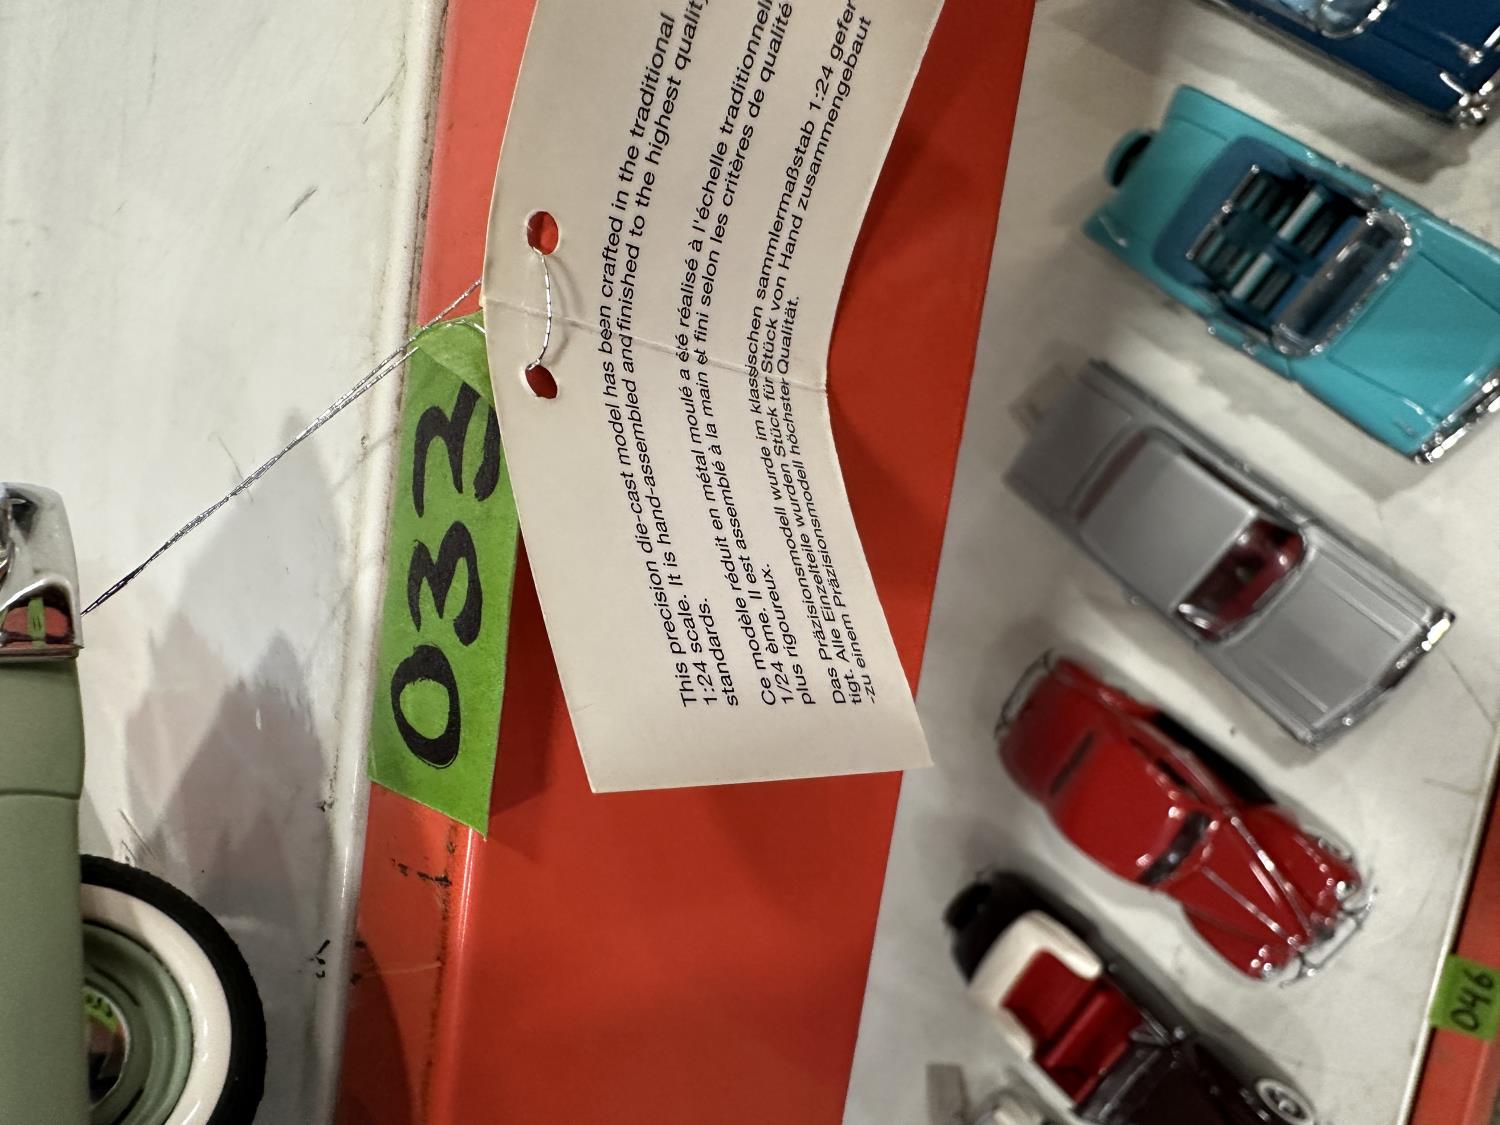 This precision die-cast model has been crafted in the traditional
1:24 scale. It is hand-assembled and finished to the highest quality
standards.
Ce modèle réduit en métal moulé a été réalisé à l'échelle traditionnelle
1/24 ème. Il est assemblé à la main et fini selon les critères de qualité
plus rigoureux.
Das Präzisionsmodell wurde im klassischen sammlermaßstab 1:24 gefer
tigt. Alle Einzelteile wurden Stück für Stück von Hand zusammengebaut
-zu einem Präzisionsmodell höchster Qualität.
033
046